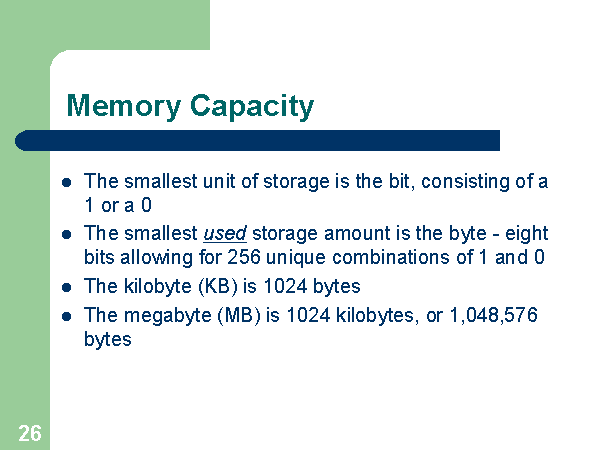 Memory Capacity
The smallest unit of storage is the bit, consisting of a
1 or a 0
The smallest used storage amount is the byte - eight
bits allowing for 256 unique combinations of 1 and 0
The kilobyte (KB) is 1024 bytes
The megabyte (MB) is 1024 kilobytes, or 1,048,576
bytes
26